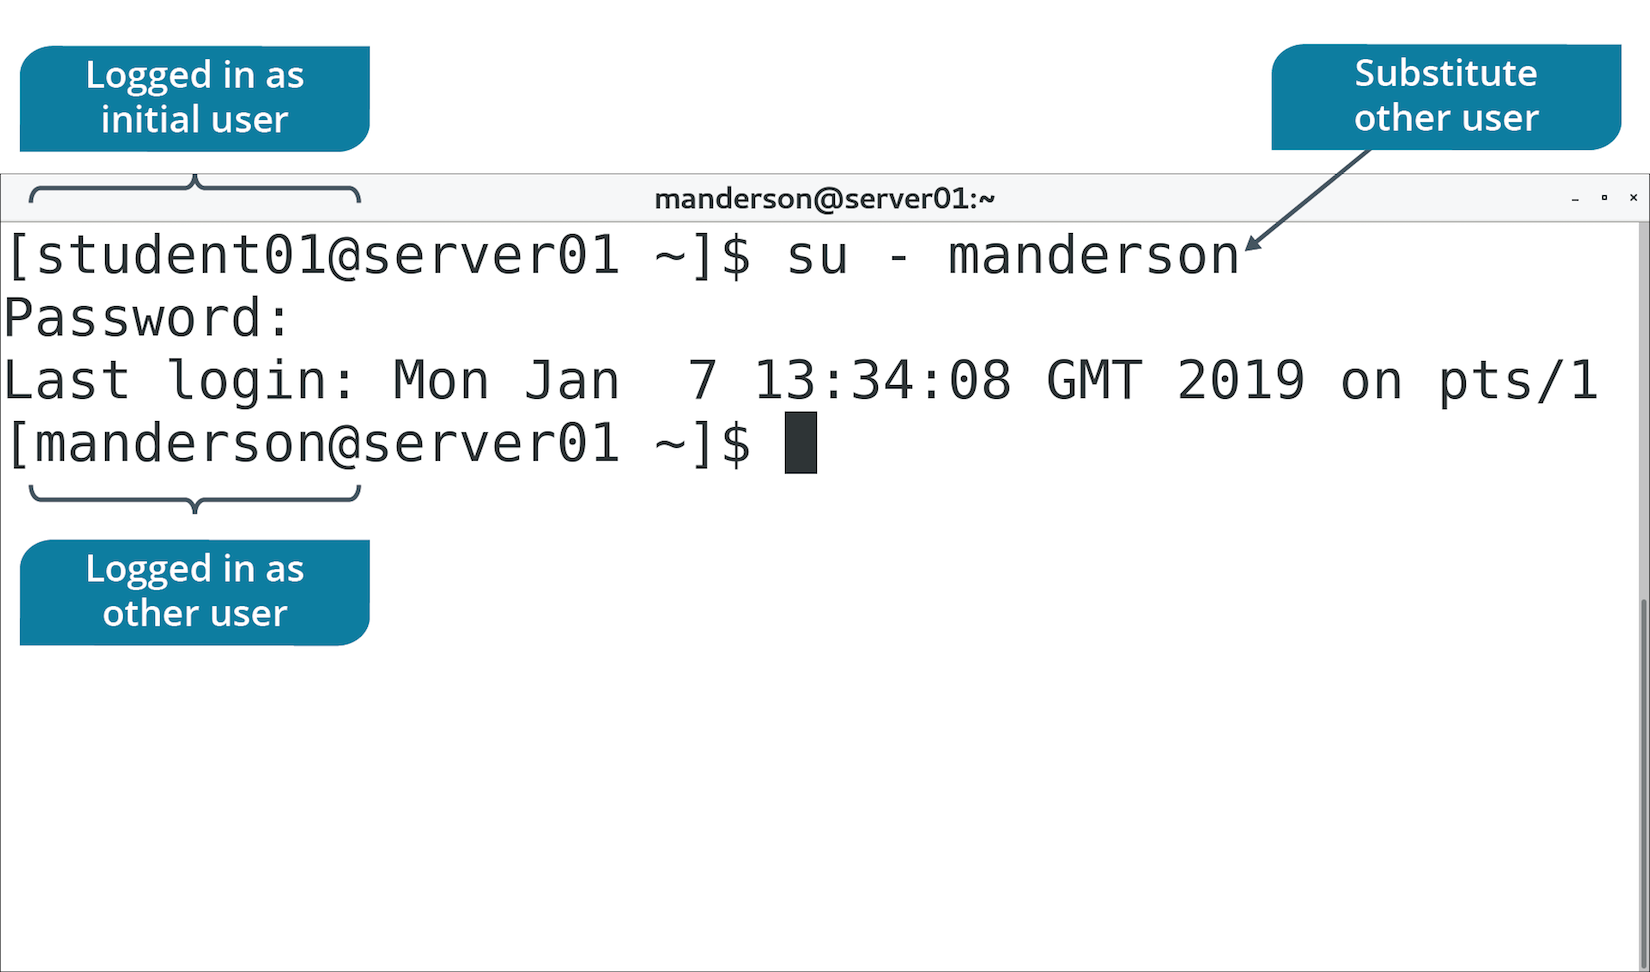 Logged in as
initial user
Substitute
other user
manderson@server01:~
[student01@server01 ~]$ su - manderson
Password:
Last login: Mon Jan  7 13:34:08 GMT 2019 on pts/1
[manderson@server01 ~]$
Logged in as
other user